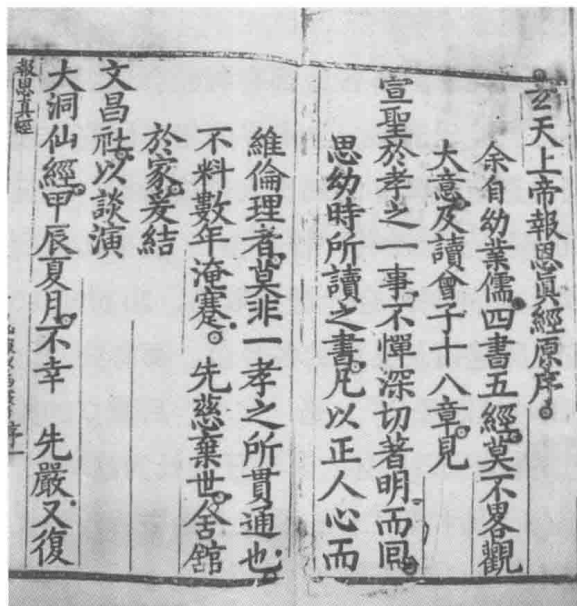 玄天上帝報恩眞經原序。
余自幼業儒。四書五經。莫不畧觀
大意。及讀曾子十八章。見
宣聖於孝之一事不憚深切著明。而囘。
思幼時所讀之書。凡以正人心而
維倫理者。莫非一孝之所貫通也。
不料數年淹蹇。 先慈棄世。舍舘
於家。爰結
文昌社。以談演
大洞仙經。甲辰夏月。不幸 先嚴又復
報恩真經
序一